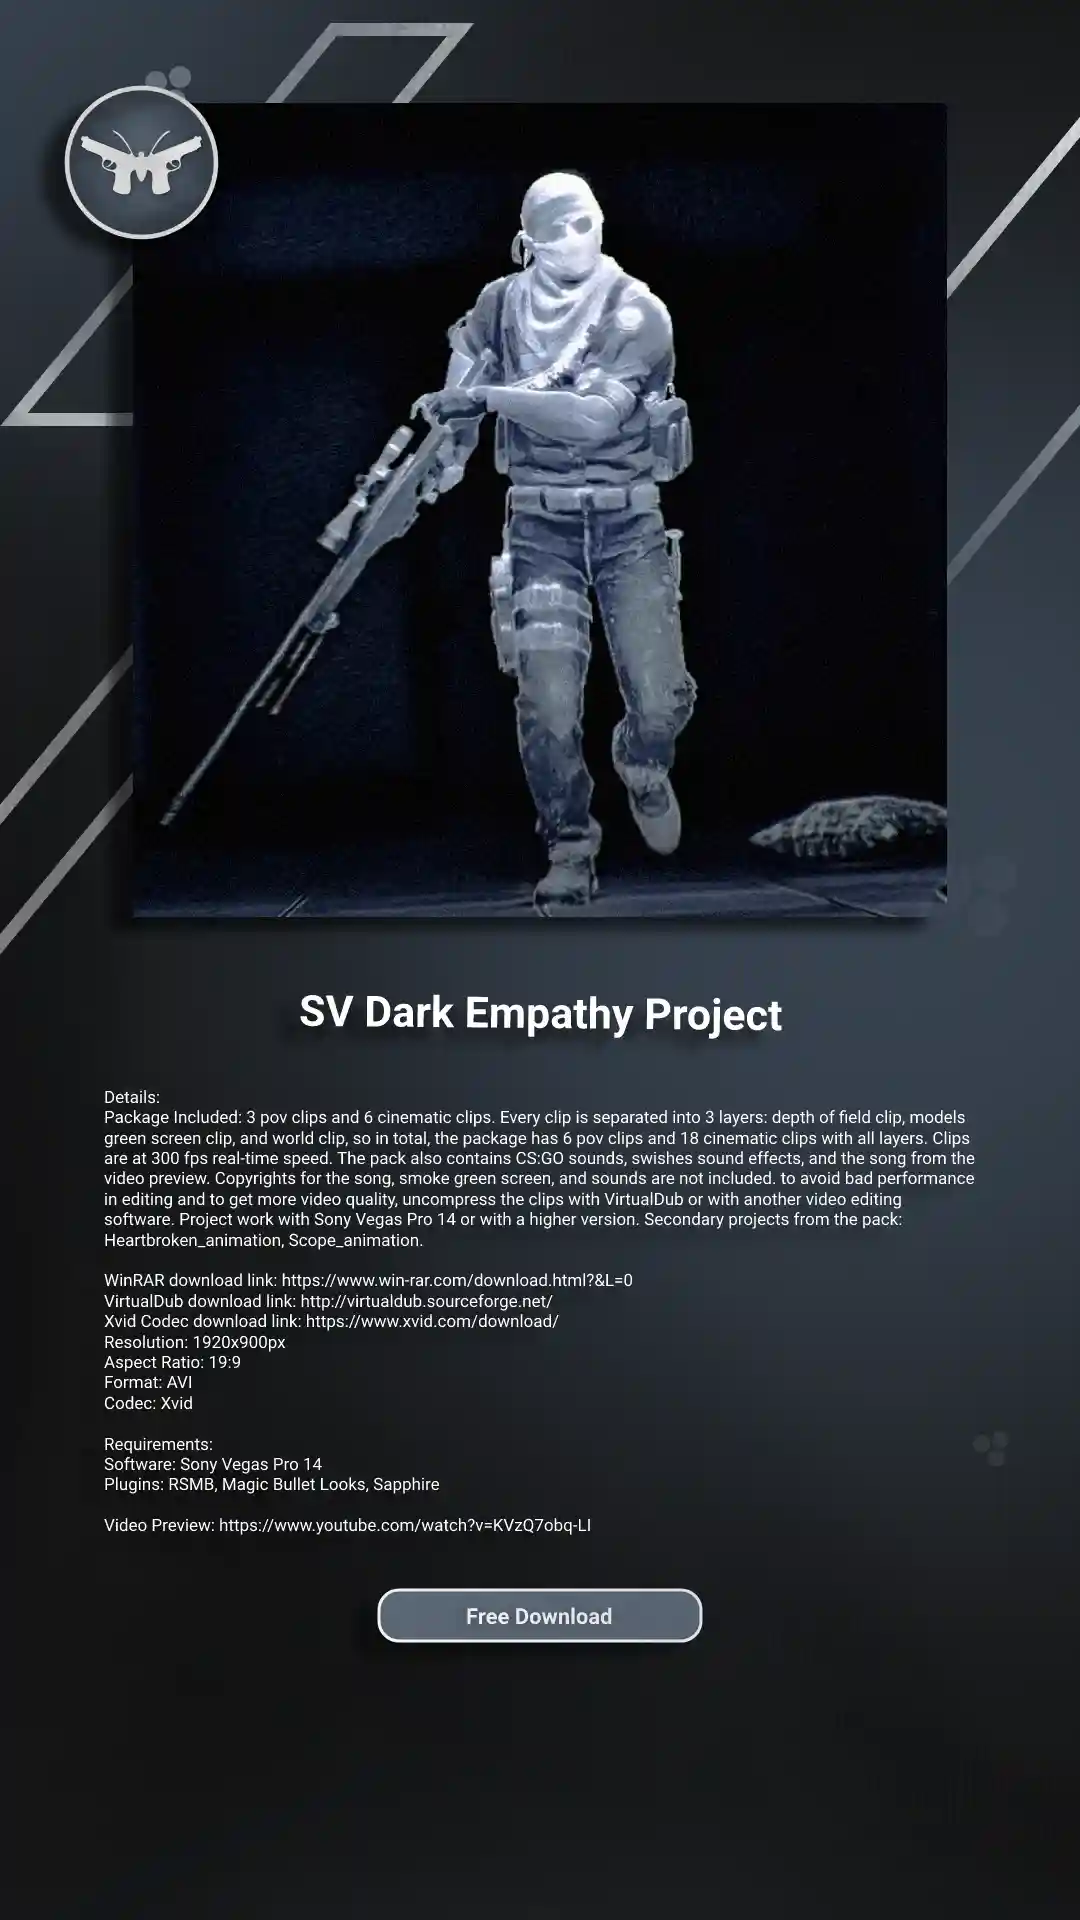 SV Dark Empathy Project
Details:
Package Included: 3 pov clips and 6 cinematic clips. Every clip is separated into 3 layers: depth of field clip, models
green screen clip, and world clip, so in total, the package has 6 pov clips and 18 cinematic clips with all layers. Clips
are at 300 fps real-time speed. The pack also contains CS:GO sounds, swishes sound effects, and the song from the
video preview. Copyrights for the song, smoke green screen, and sounds are not included. to avoid bad performance
in editing and to get more video quality, uncompress the clips with VirtualDub or with another video editing
software. Project work with Sony Vegas Pro 14 or with a higher version. Secondary projects from the pack:
Heartbroken_animation, Scope_animation.
WinRAR download link: https://www.win-rar.com/download.html?&L=0
VirtualDub download link: http://virtualdub.sourceforge.net/
Xvid Codec download link: https://www.xvid.com/download/
Resolution: 1920x900px
Aspect Ratio: 19:9
Format: AVI
Codec: Xvid
Requirements:
Software: Sony Vegas Pro 14
Plugins: RSMB, Magic Bullet Looks, Sapphire
Video Preview: https://www.youtube.com/watch?v=KVzQ7obq-LI
Free Download